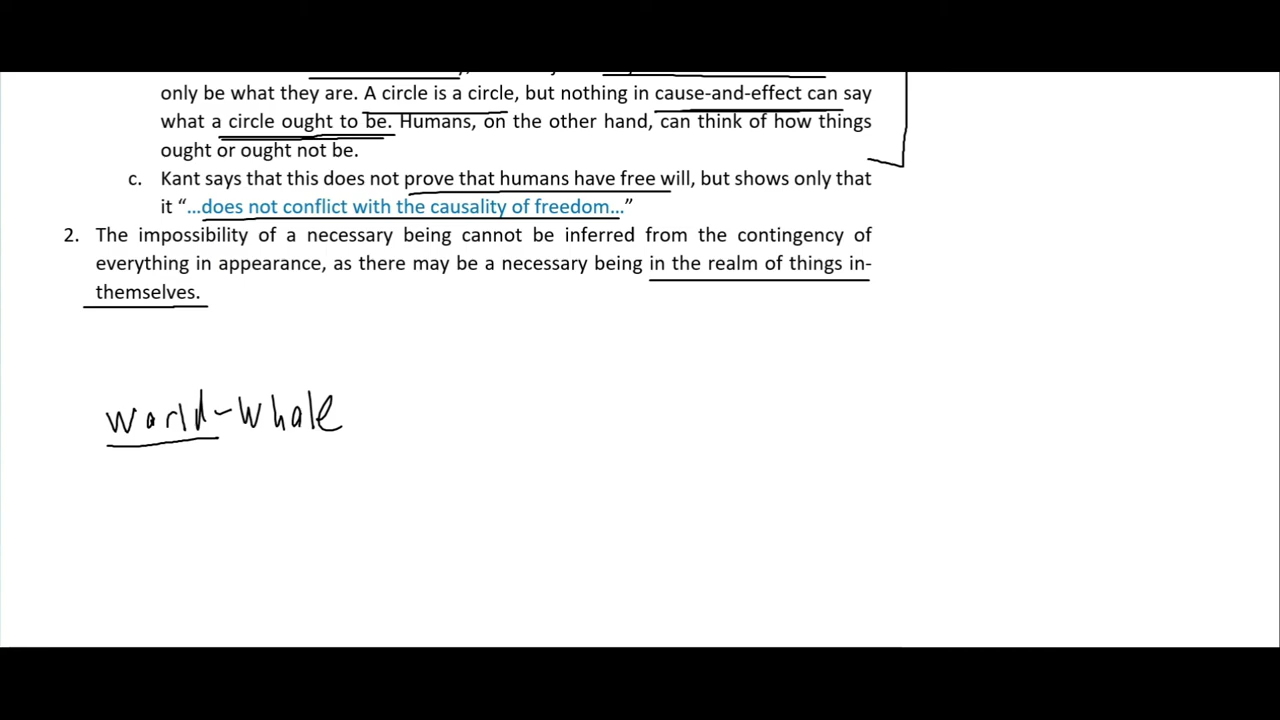 only be what they are. A circle is a circle, but nothing in cause-and-effect can say
what a circle ought to be. Humans, on the other hand, can think of how things
ought or ought not be.
c. Kant says that this does not prove that humans have free will, but shows only that
it “…does not conflict with the causality of freedom…”
2. The impossibility of a necessary being cannot be inferred from the contingency of
everything in appearance, as there may be a necessary being in the realm of things in-
themselves.
world-whole